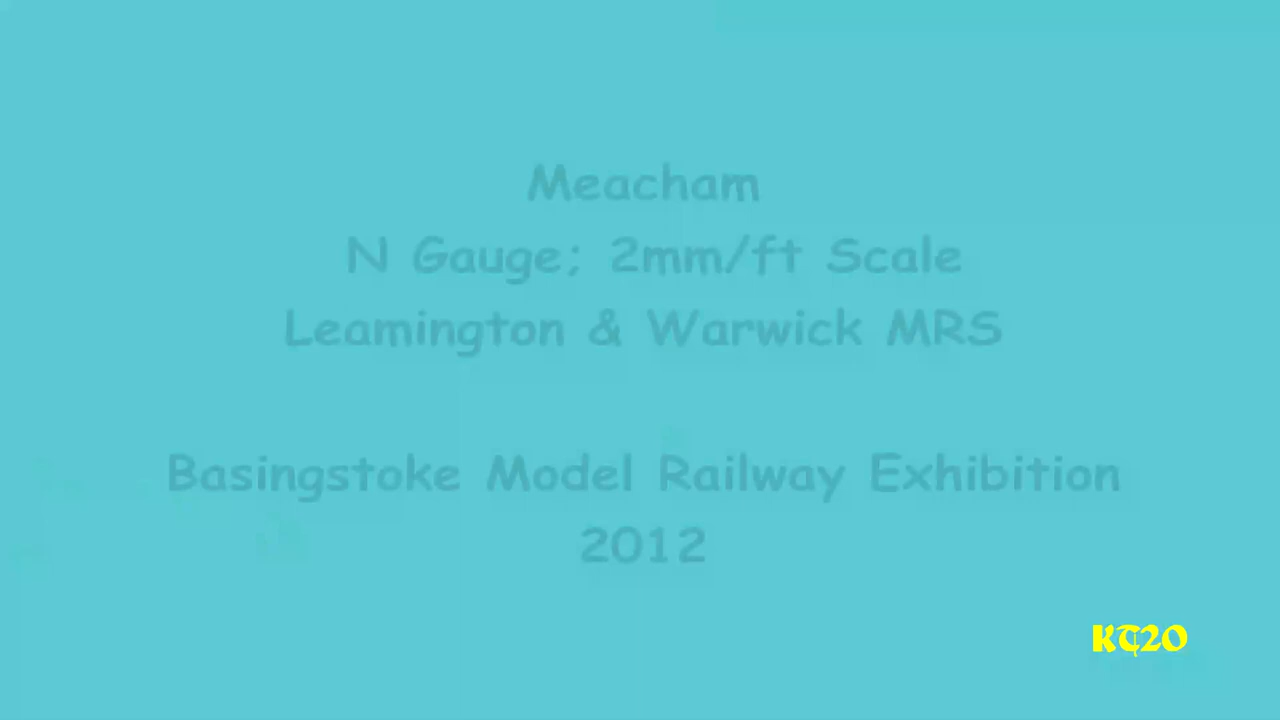 Meacham
N Gauge; 2mm/ft Scale
Leamington & Warwick MRS
Basingstoke Model Railway Exhibition
2012
KT20